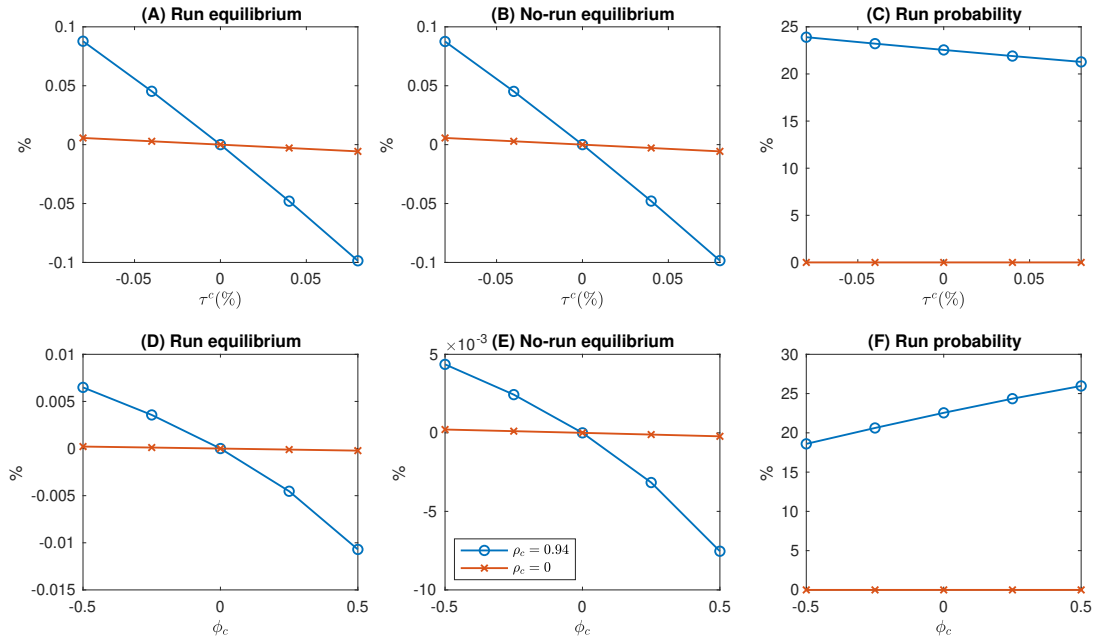 (A) Run equilibrium
0.1
0.05
0
-0.05
-0.1
%
-0.05 0 0.05
τ^c(%)
(B) No-run equilibrium
0.1
0.05
0
-0.05
-0.1
%
-0.05 0 0.05
τ^c(%)
(C) Run probability
25
20
15
10
5
0
%
-0.05 0 0.05
τ^c(%)
(D) Run equilibrium
0.01
0.005
0
-0.005
-0.01
-0.015
%
-0.5 0 0.5
ϕ_c
(E) No-run equilibrium
×10^-3
5
0
-5
-10
%
ρ_c = 0.94
ρ_c = 0
-0.5 0 0.5
ϕ_c
(F) Run probability
30
25
20
15
10
5
0
%
-0.5 0 0.5
ϕ_c